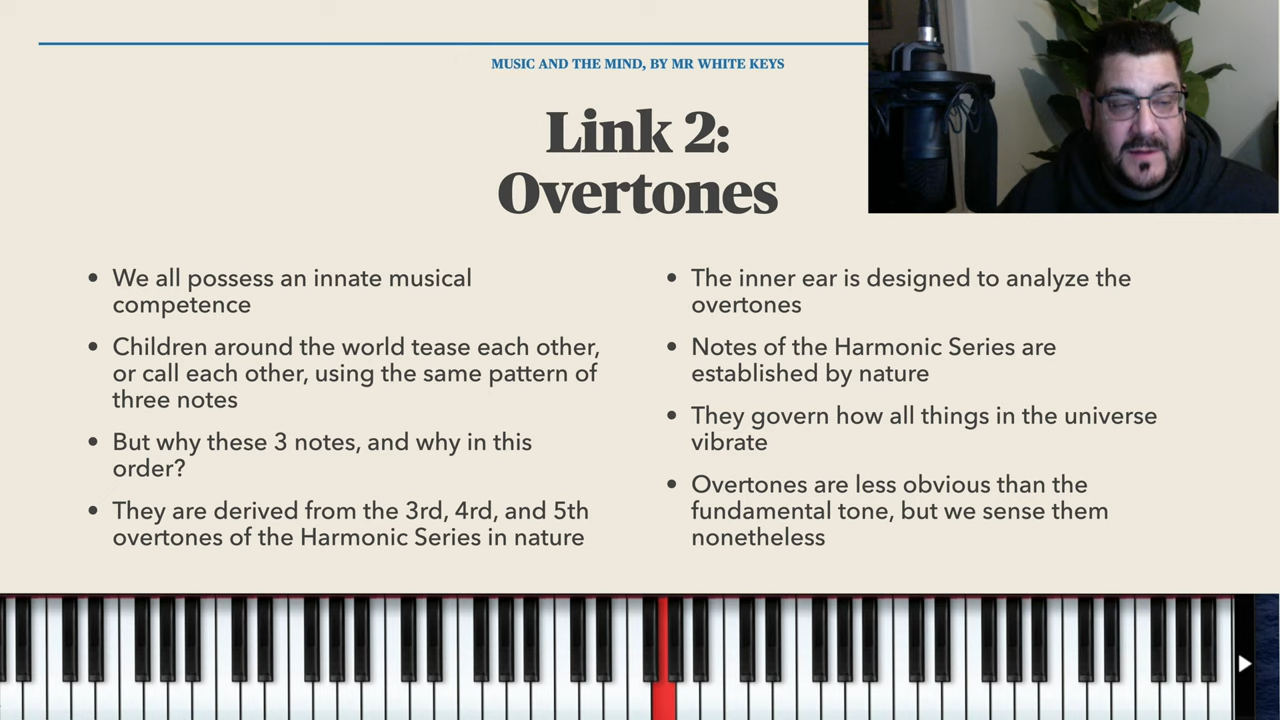 MUSIC AND THE MIND, BY MR WHITE KEYS
Link 2:
Overtones
• We all possess an innate musical
competence
• Children around the world tease each other,
or call each other, using the same pattern of
three notes
• But why these 3 notes, and why in this
order?
• They are derived from the 3rd, 4rd, and 5th
overtones of the Harmonic Series in nature
• The inner ear is designed to analyze the
overtones
• Notes of the Harmonic Series are
established by nature
• They govern how all things in the universe
vibrate
• Overtones are less obvious than the
fundamental tone, but we sense them
nonetheless